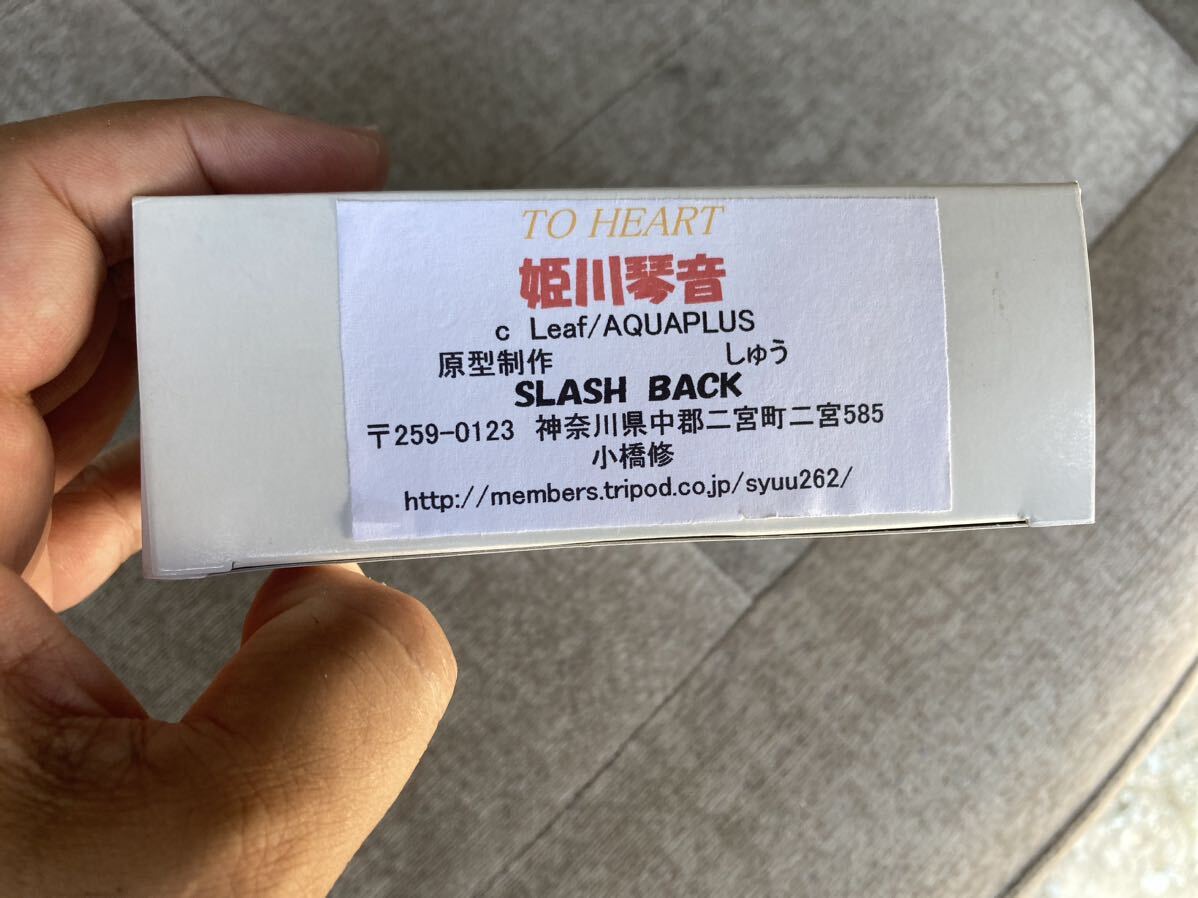 TO HEART
姫川琴音
c Leaf/AQUAPLUS
原型制作 しゅう
SLASH BACK
〒259-0123 神奈川県中郡二宮町二宮585
小橋修
http://members.tripod.co.jp/syuu262/